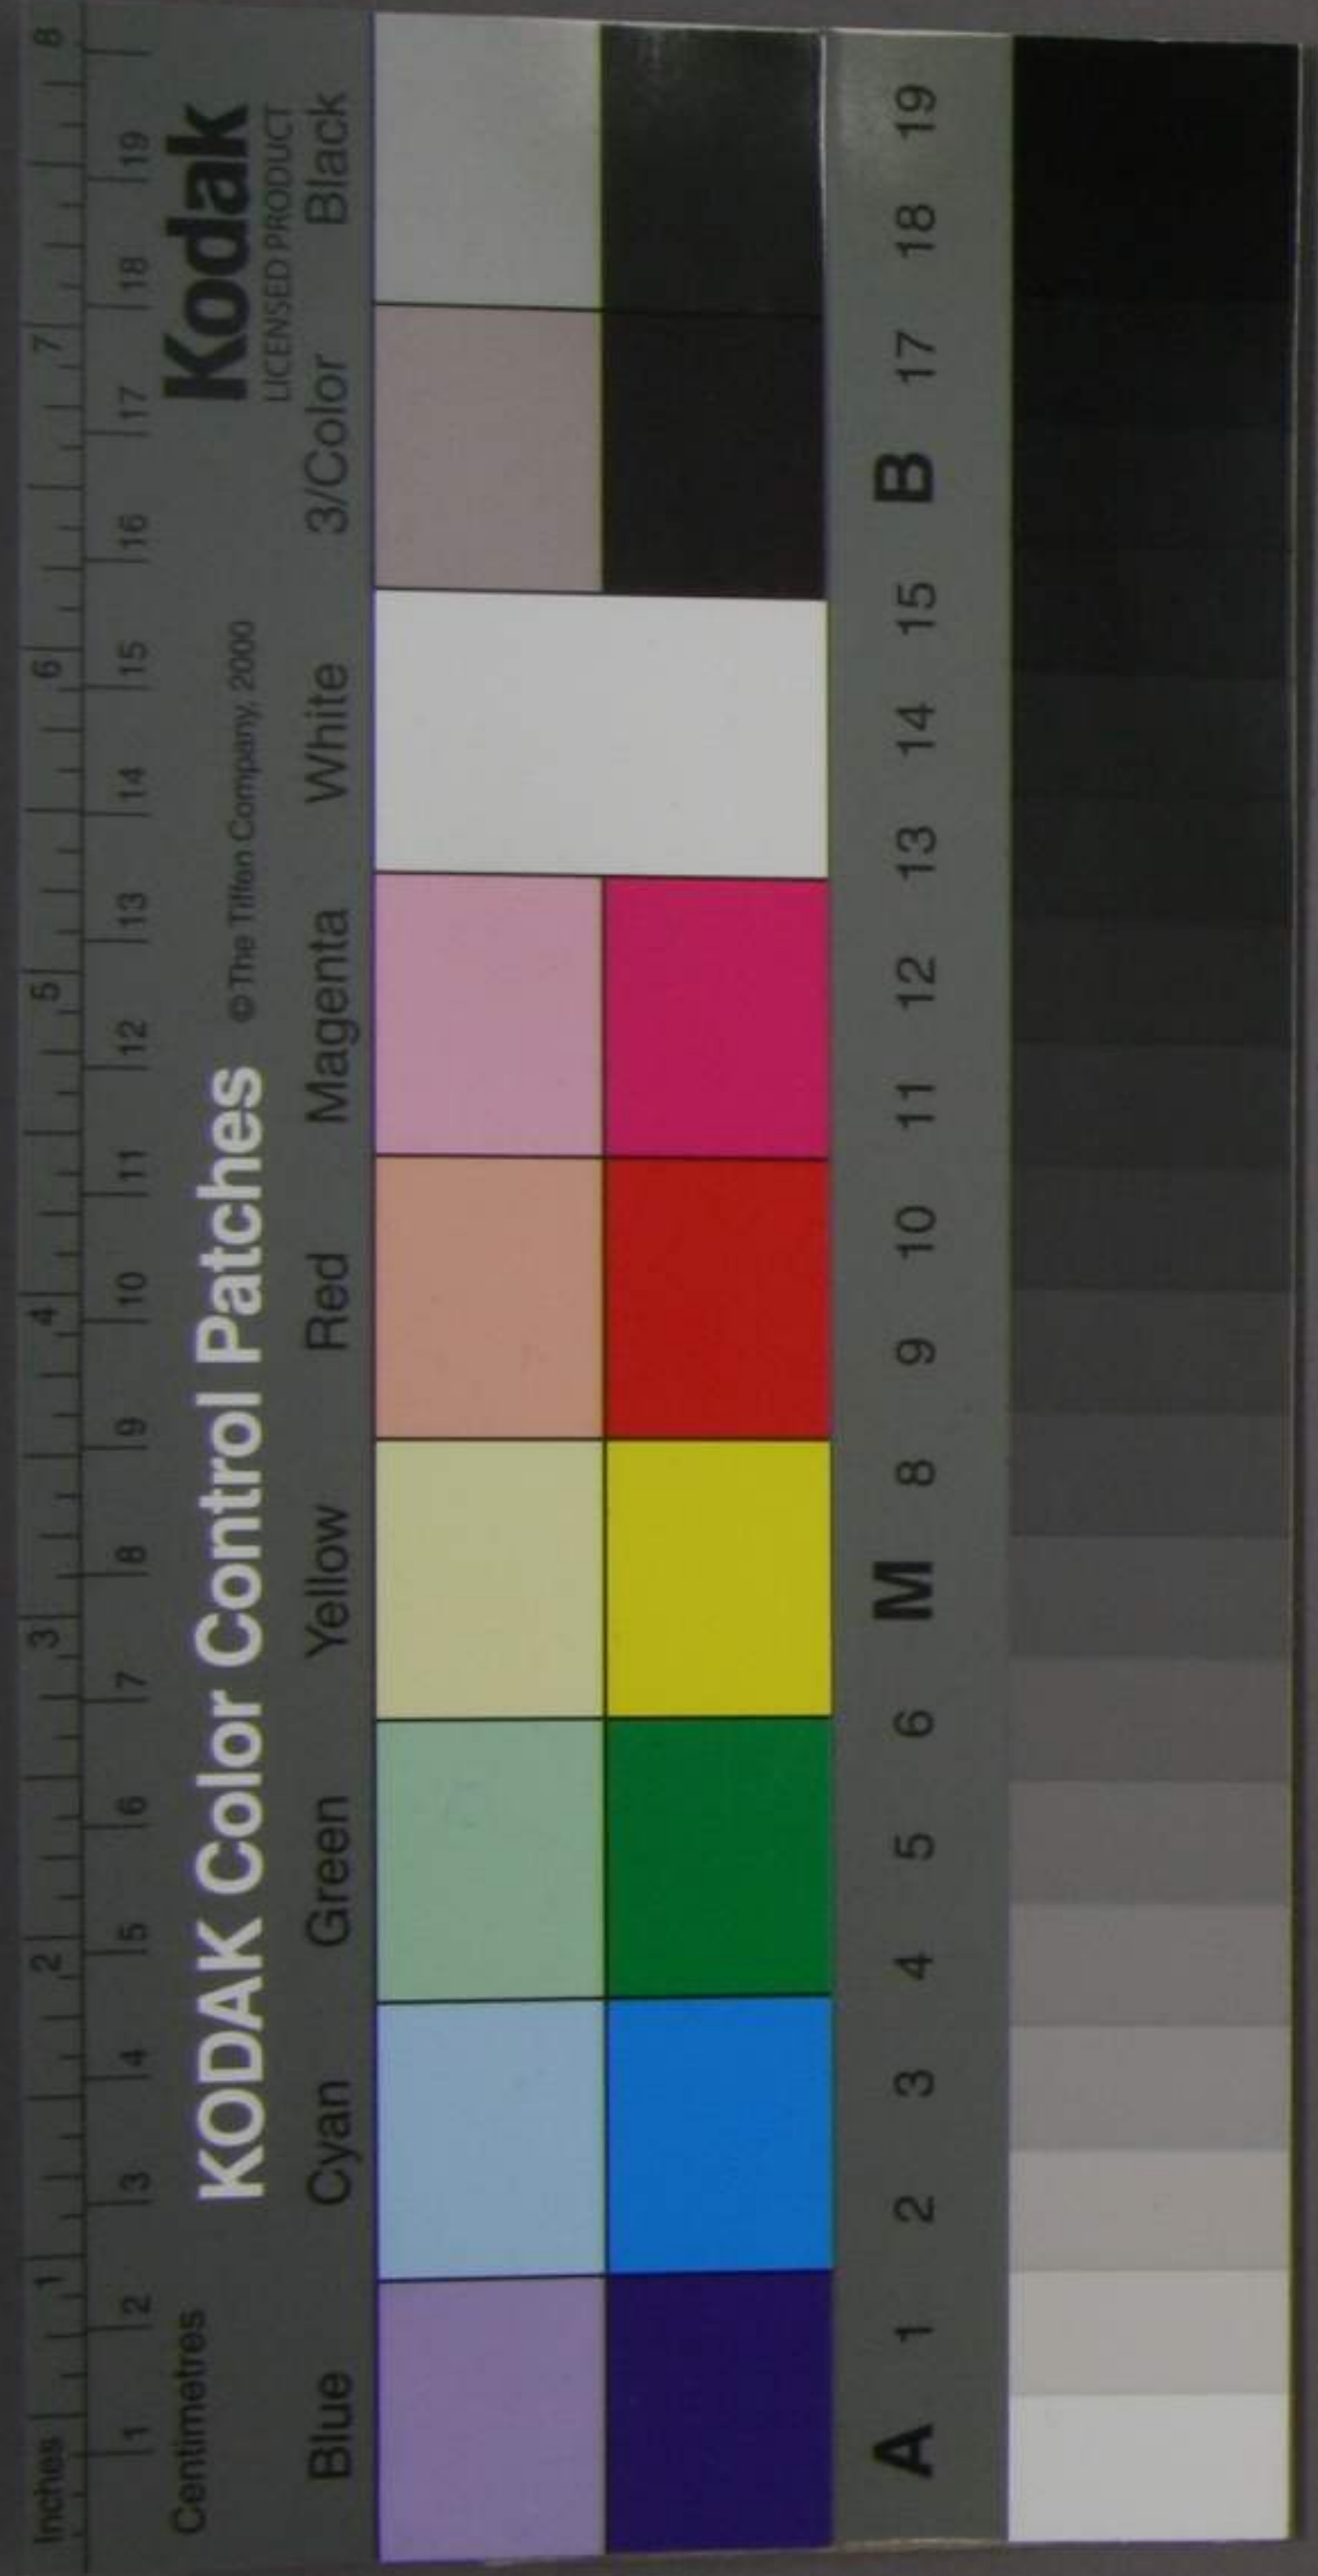 Inches 1 2 3 4 5 6 7 8
1 2 3 4 5 6 7 8 9 10 11 12 13 14 15 16 17 18 19
Centimetres
KODAK Color Control Patches © The Tiffen Company, 2000 Kodak
LICENSED PRODUCT
Blue Cyan Green Yellow Red Magenta White 3/Color Black
A 1 2 3 4 5 6 M 8 9 10 11 12 13 14 15 B 17 18 19